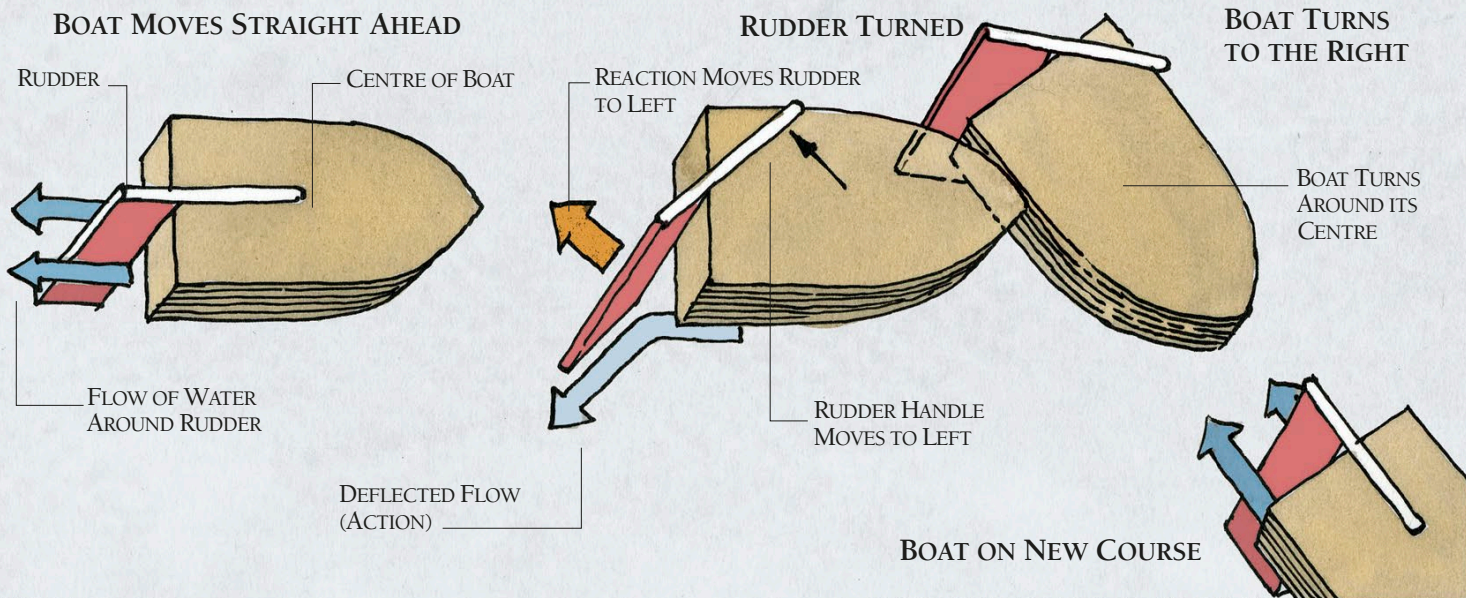 BOAT MOVES STRAIGHT AHEAD
RUDDER
CENTRE OF BOAT
FLOW OF WATER
AROUND RUDDER
RUDDER TURNED
REACTION MOVES RUDDER
TO LEFT
RUDDER HANDLE
MOVES TO LEFT
DEFLECTED FLOW
(ACTION)
BOAT TURNS
TO THE RIGHT
BOAT TURNS
AROUND ITS
CENTRE
BOAT ON NEW COURSE